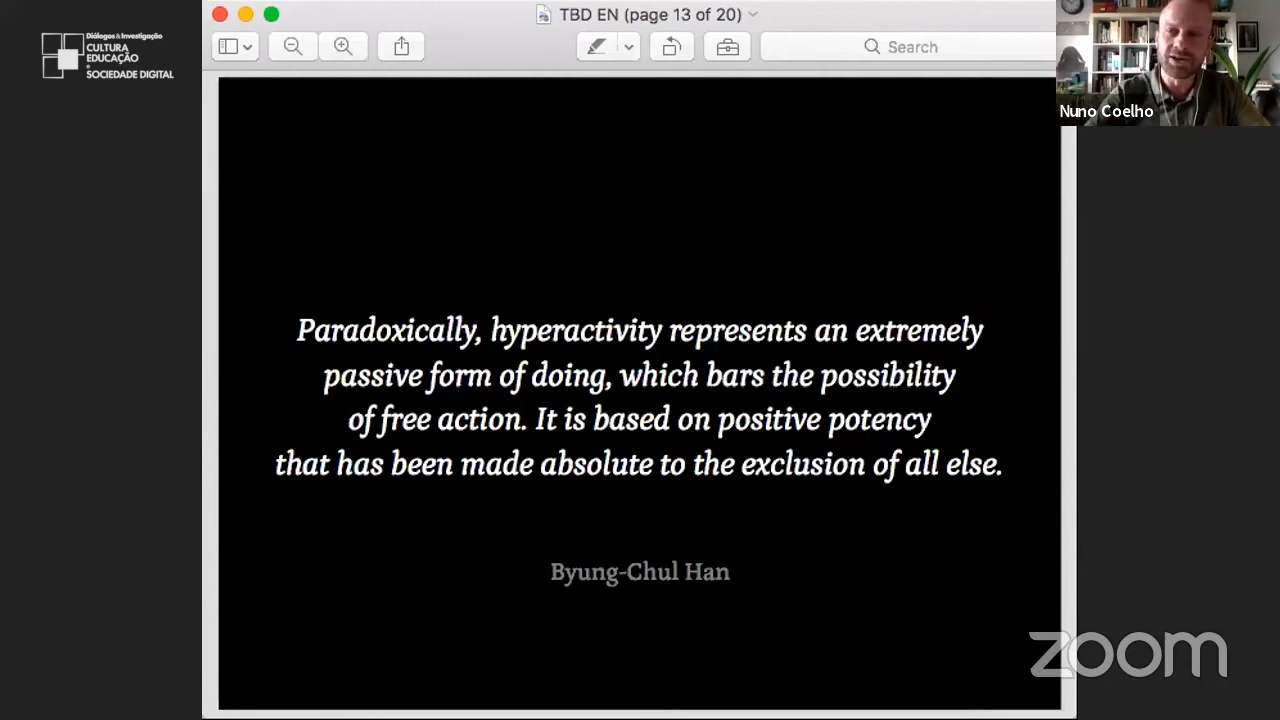 Diálogos & Investigação
CULTURA
EDUCAÇÃO
e
SOCIEDADE DIGITAL
TBD EN (page 13 of 20)
Search
Nuno Coelho
Paradoxically, hyperactivity represents an extremely
passive form of doing, which bars the possibility
of free action. It is based on positive potency
that has been made absolute to the exclusion of all else.
Byung-Chul Han
zoom